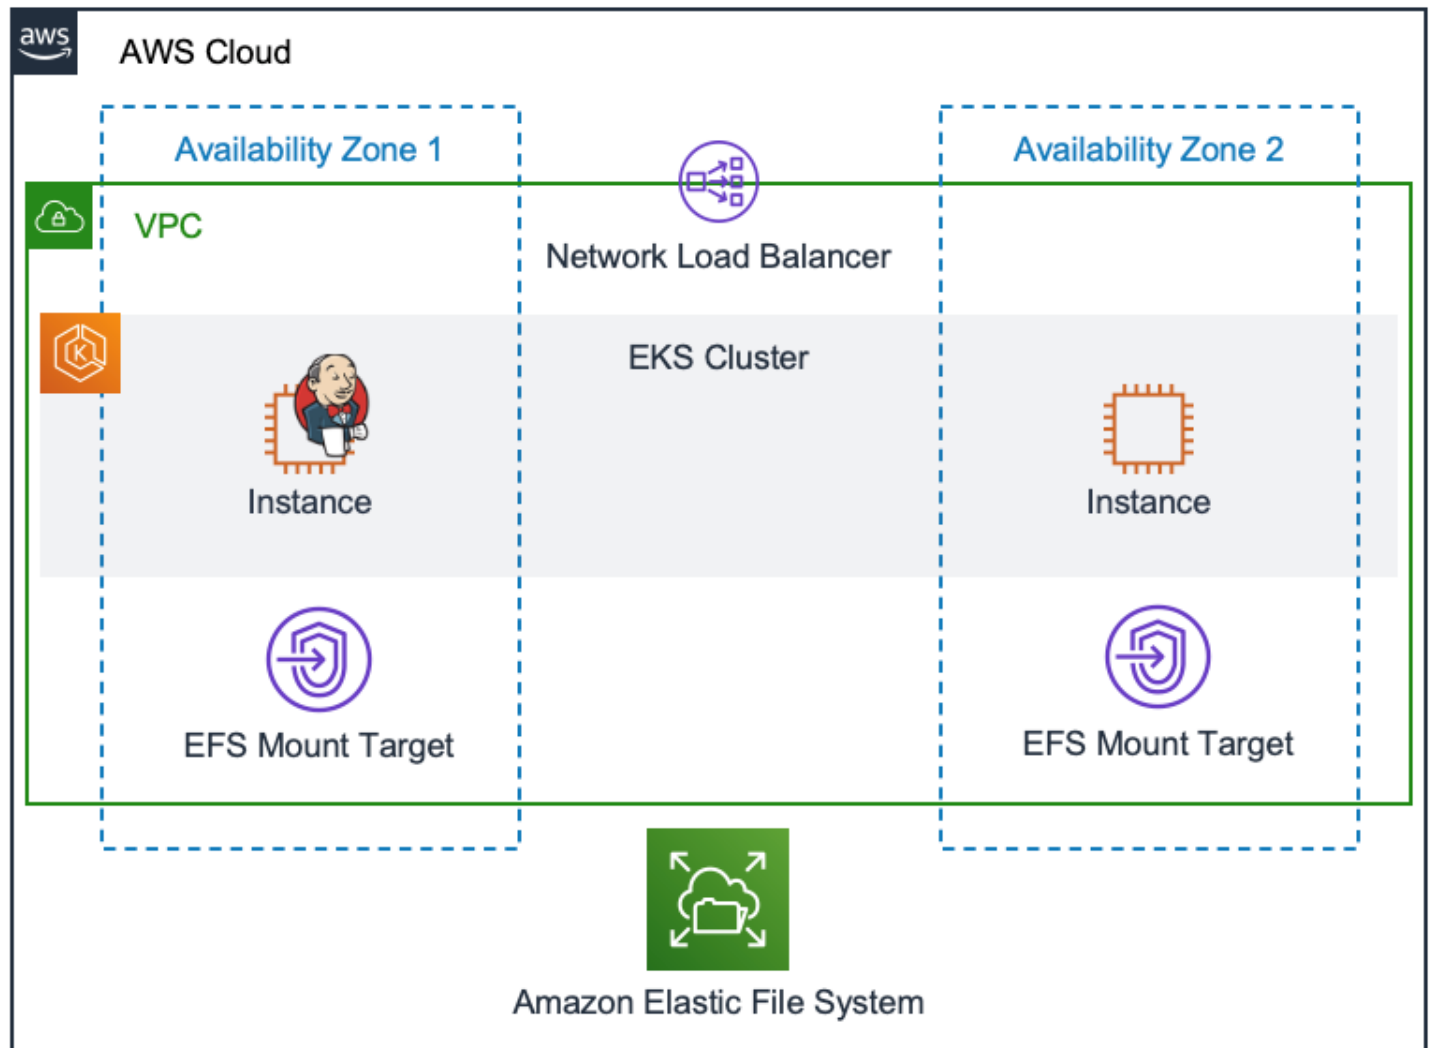 aws
AWS Cloud
Availability Zone 1
Availability Zone 2
VPC
Network Load Balancer
K
EKS Cluster
Instance
Instance
EFS Mount Target
EFS Mount Target
Amazon Elastic File System